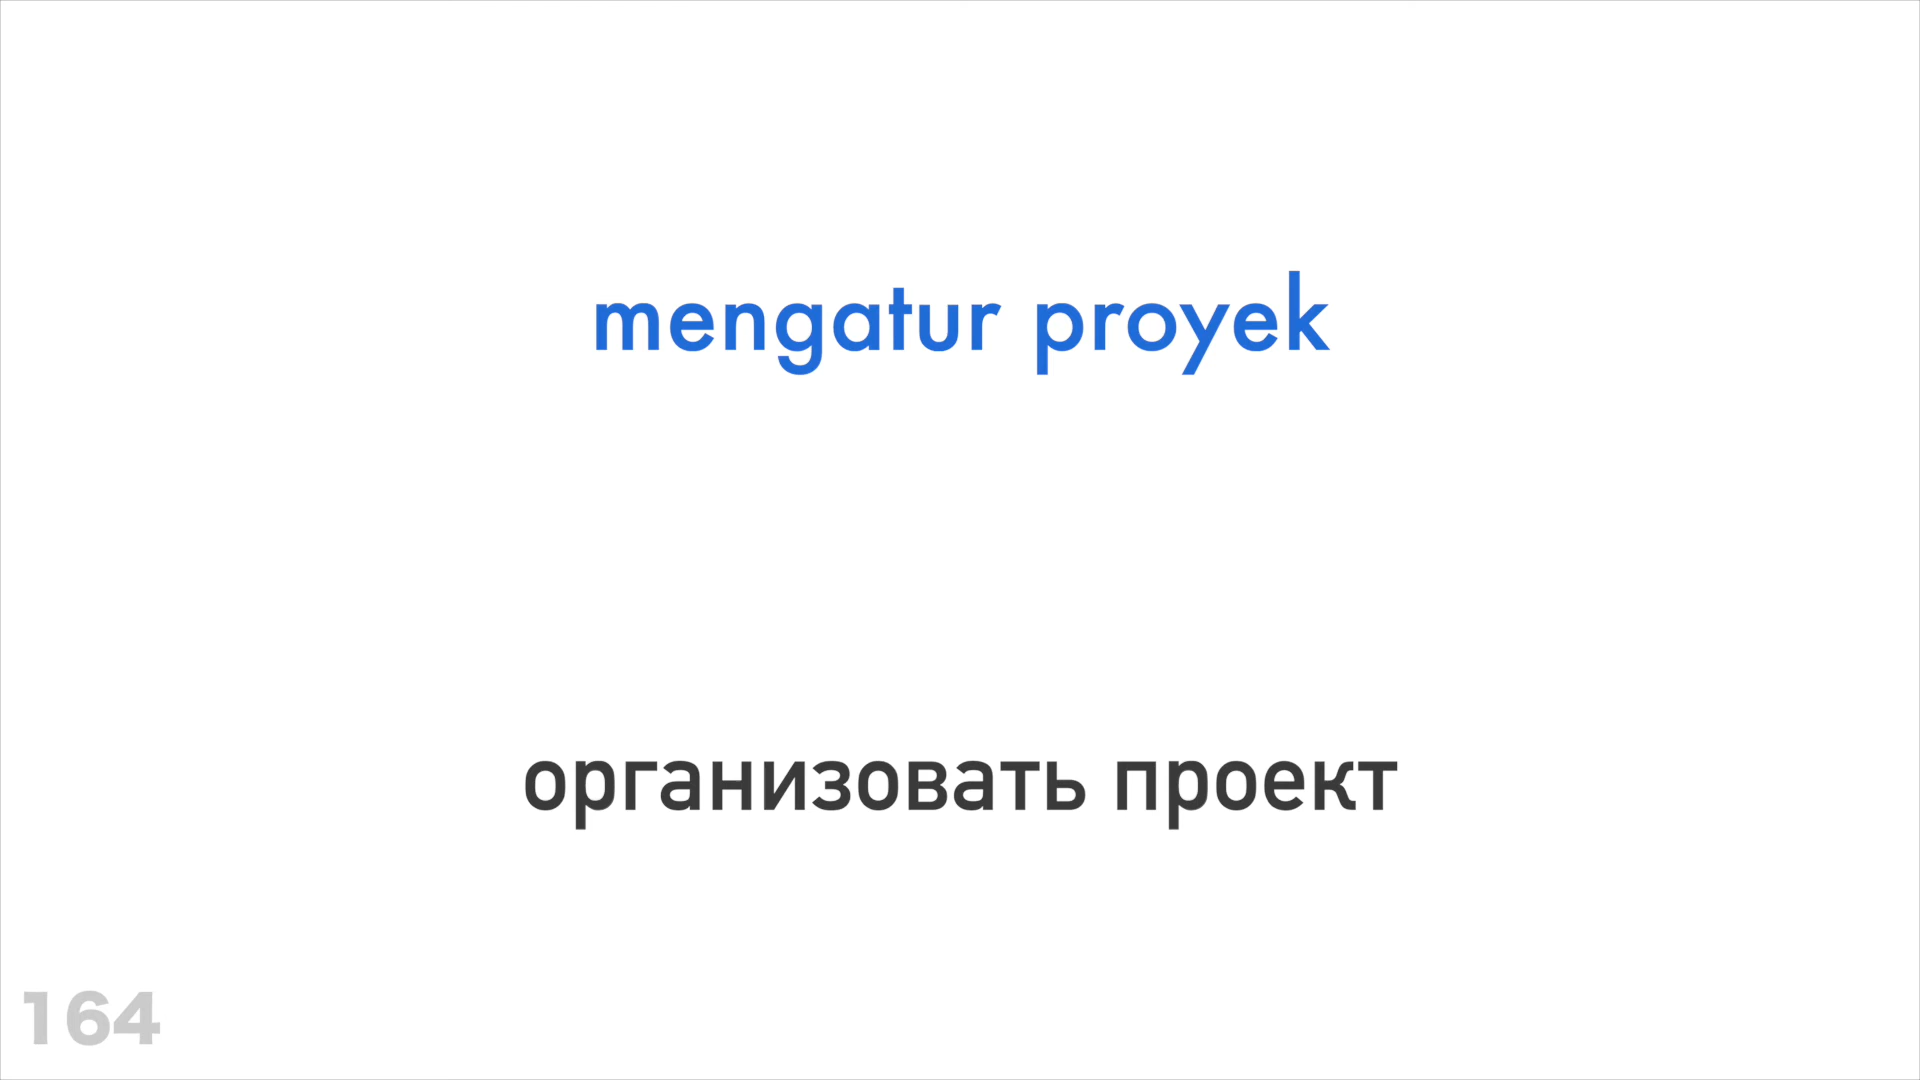 mengatur proyek
организовать проект
164